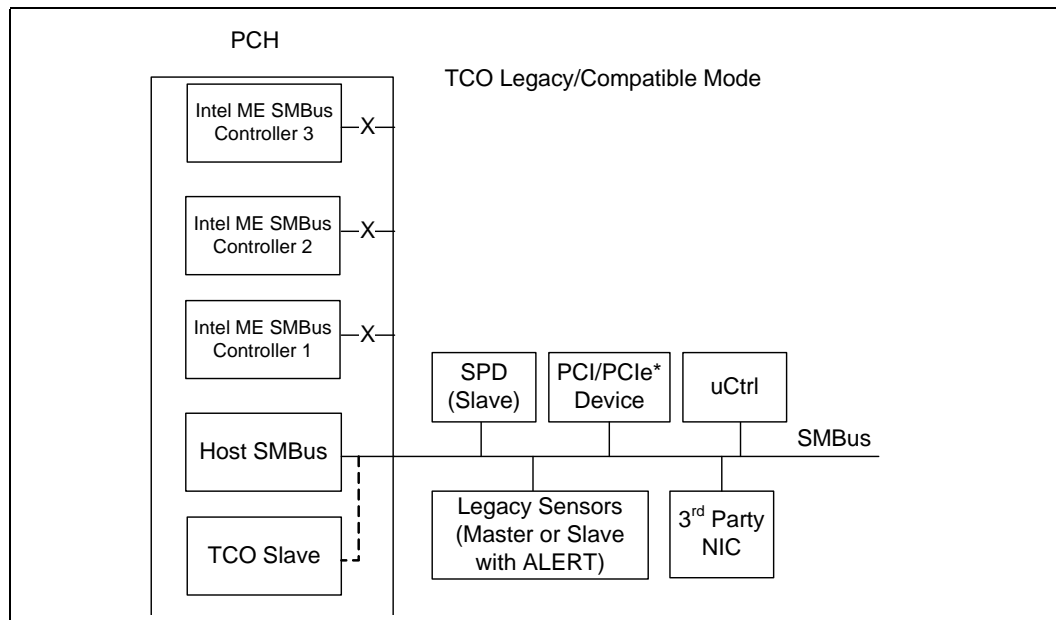 PCH
TCO Legacy/Compatible Mode
Intel ME SMBus
Controller 3
X
Intel ME SMBus
Controller 2
X
Intel ME SMBus
Controller 1
X
SPD
(Slave)
PCI/PCIe*
Device
uCtrl
SMBus
Host SMBus
Legacy Sensors
(Master or Slave
with ALERT)
3rd Party
NIC
TCO Slave